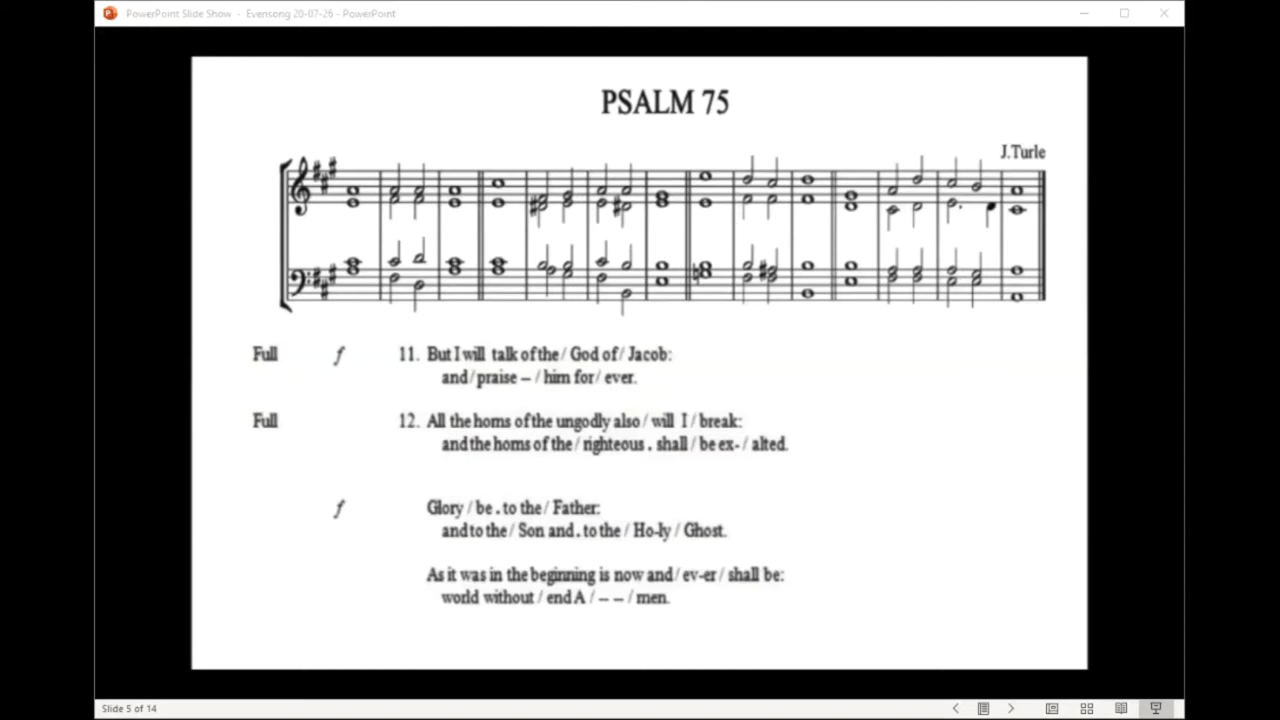 PowerPoint Slide Show - Evensong 20-07-26 - PowerPoint
PSALM 75
J.Turle
Full f 11. But I will talk of the / God of / Jacob:
and / praise – / him for / ever.
Full 12. All the horns of the ungodly also / will I / break:
and the horns of the / righteous . shall / be ex- / alted.
f Glory / be . to the / Father:
and to the / Son and . to the / Ho-ly / Ghost.
As it was in the beginning is now and / ev-er / shall be:
world without / end A / – – / men.
Slide 5 of 14